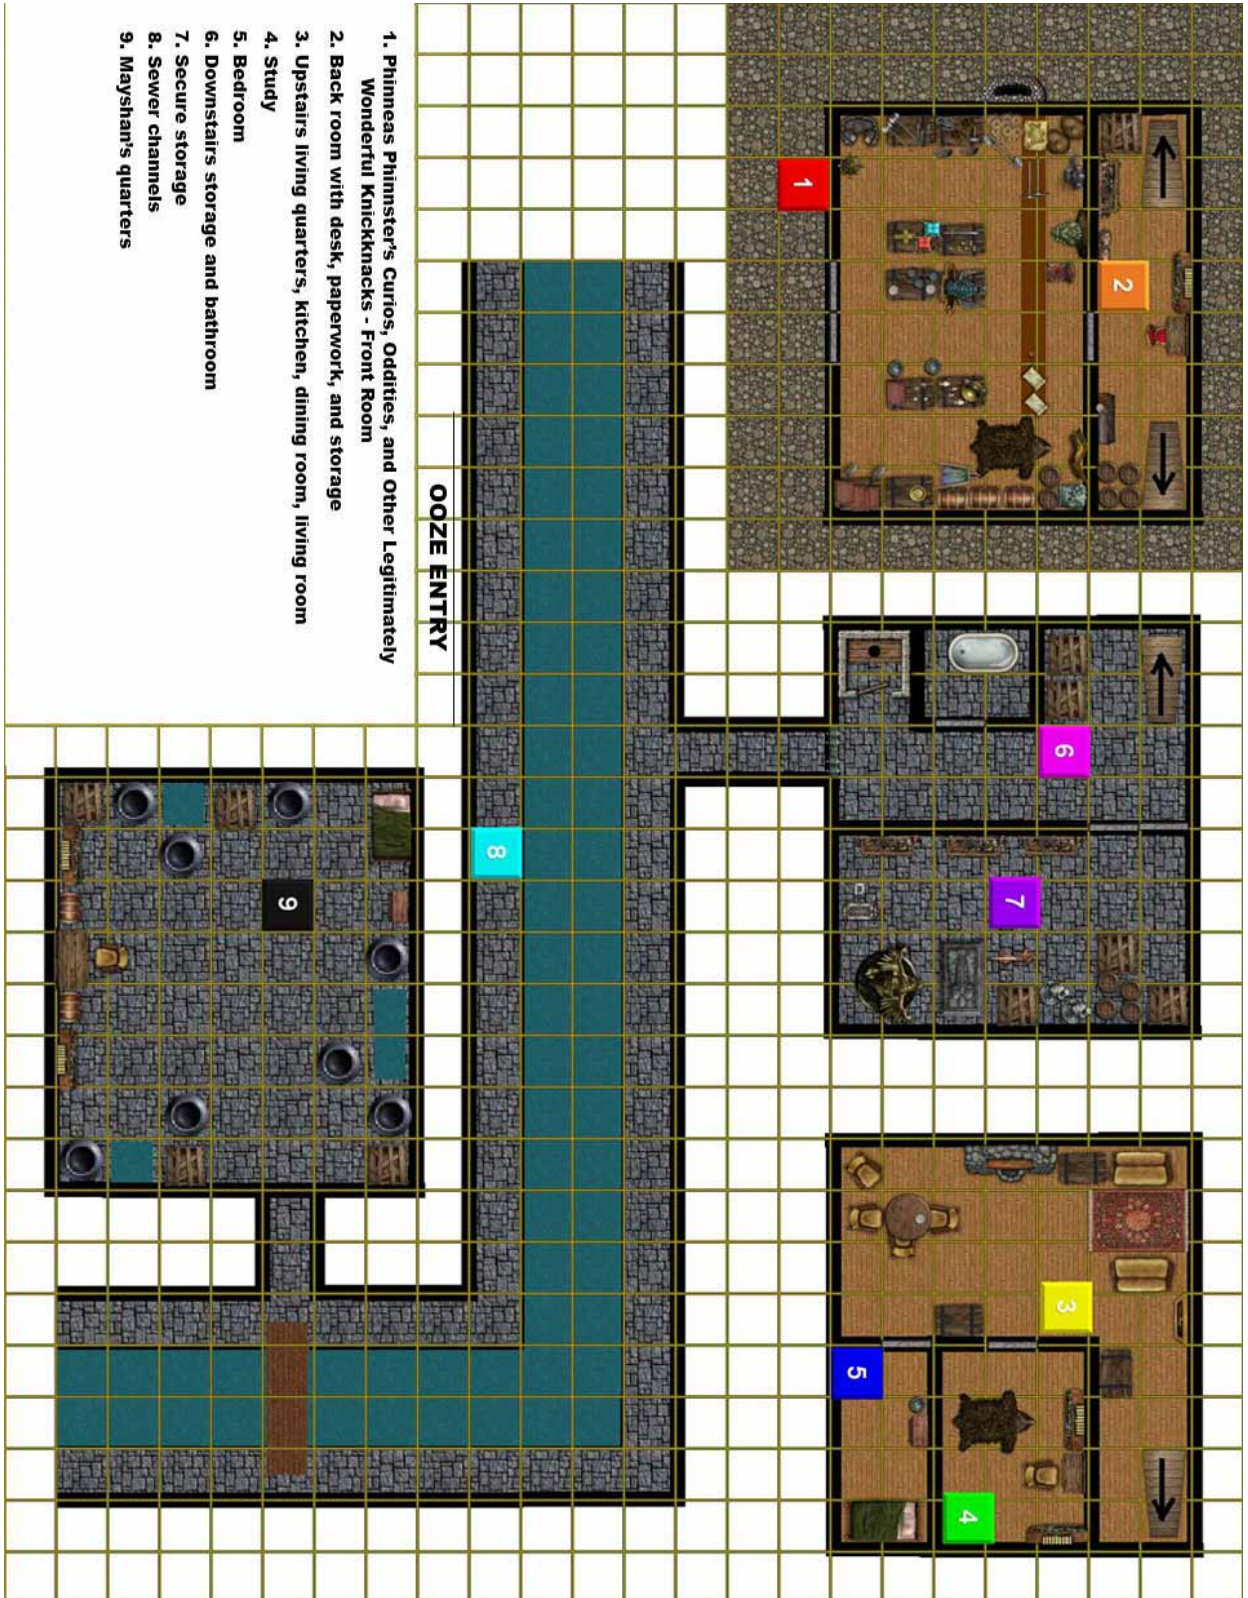 1. Phinneas Phinnster's Curios, Oddities, and Other Legitimately
Wonderful Knickknacks - Front Room
2. Back room with desk, paperwork, and storage
3. Upstairs living quarters, kitchen, dining room, living room
4. Study
5. Bedroom
6. Downstairs storage and bathroom
7. Secure storage
8. Sewer channels
9. Mayshan's quarters
OOZE ENTRY
1
2
3
4
5
6
7
8
9